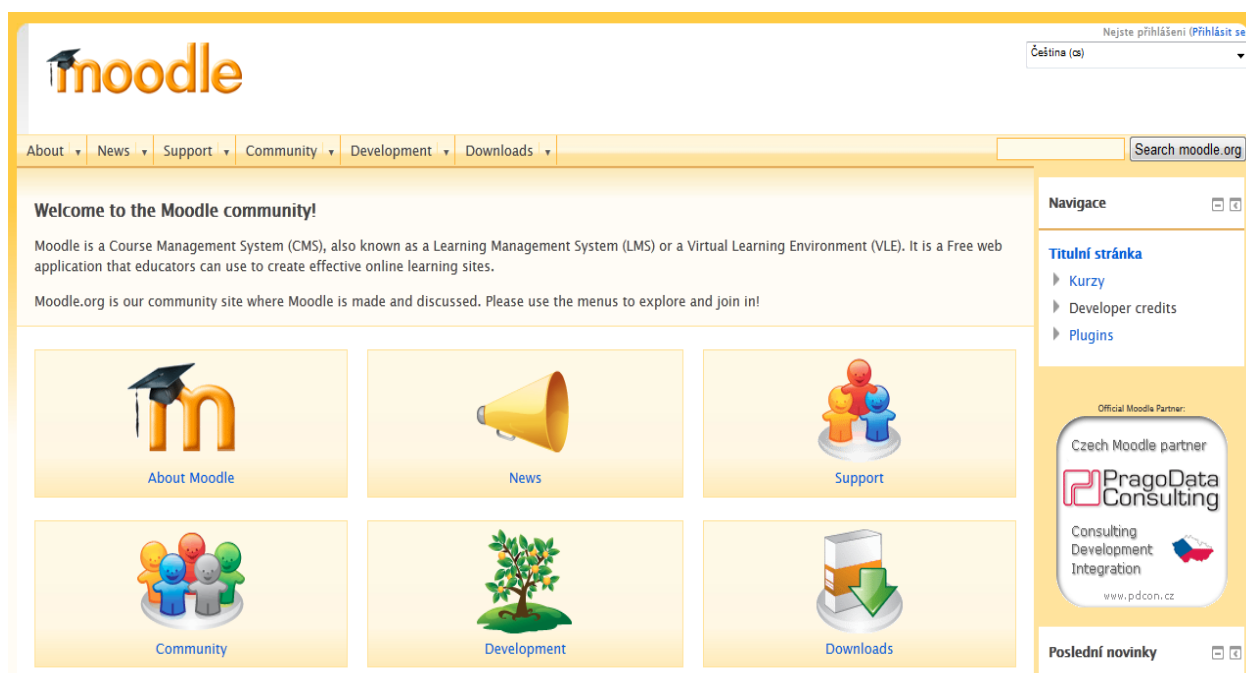 Nejste přihlášeni (Přihlásit se
Čeština (cs)
moodle
About News Support Community Development Downloads
Search moodle.org
Welcome to the Moodle community!
Moodle is a Course Management System (CMS), also known as a Learning Management System (LMS) or a Virtual Learning Environment (VLE). It is a Free web
application that educators can use to create effective online learning sites.
Moodle.org is our community site where Moodle is made and discussed. Please use the menus to explore and join in!
m
About Moodle
News
Support
Community
Development
Downloads
Navigace
Titulní stránka
Kurzy
Developer credits
Plugins
Official Moodle Partner:
Czech Moodle partner
PragoData
Consulting
Consulting
Development
Integration
www.pdcon.cz
Poslední novinky